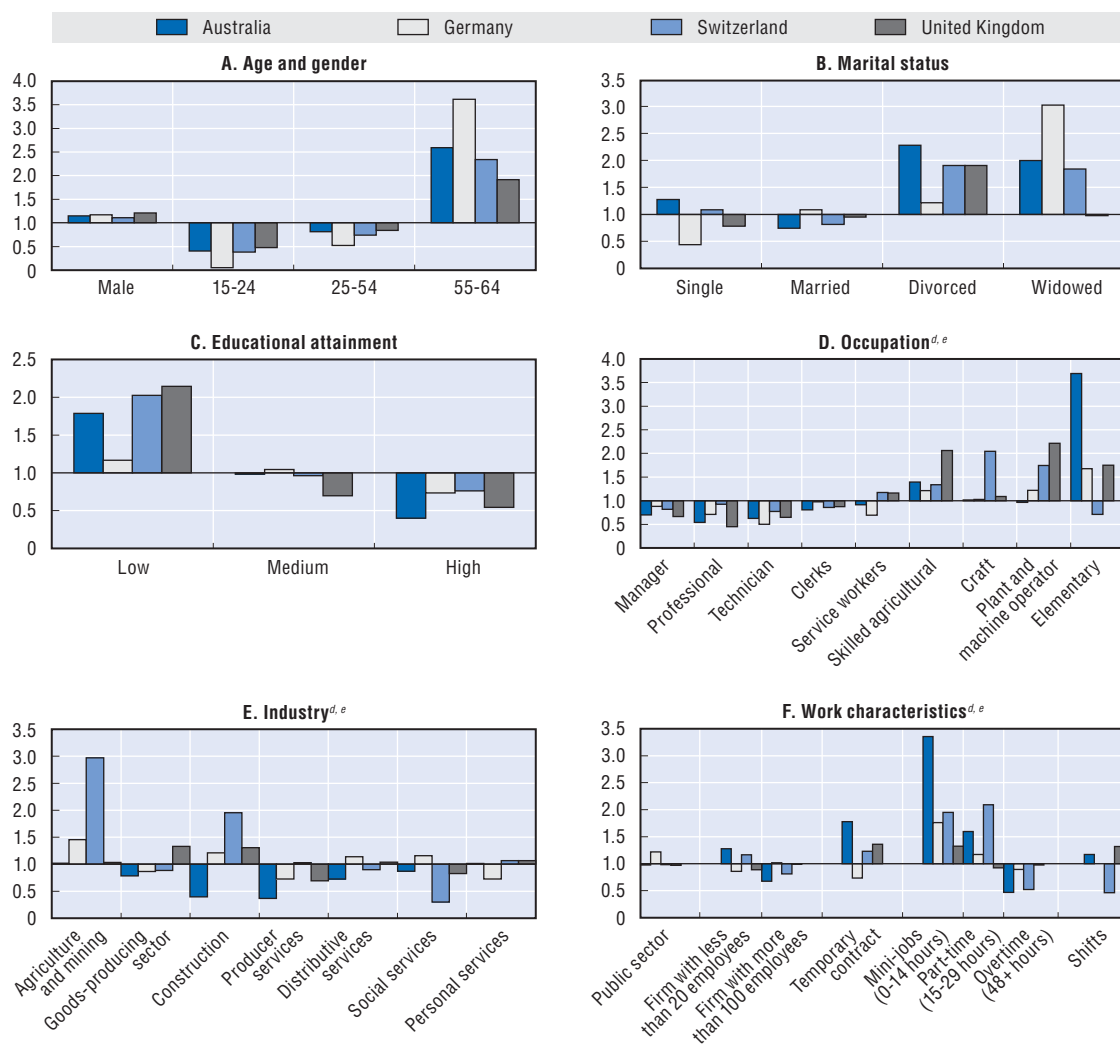 Australia Germany Switzerland United Kingdom
A. Age and gender
4.0
3.5
3.0
2.5
2.0
1.5
1.0
0.5
0
Male 15-24 25-54 55-64
B. Marital status
3.5
3.0
2.5
2.0
1.5
1.0
0.5
0
Single Married Divorced Widowed
C. Educational attainment
2.5
2.0
1.5
1.0
0.5
0
Low Medium High
D. Occupation d, e
4.0
3.5
3.0
2.5
2.0
1.5
1.0
0.5
0
Manager
Professional
Technician
Clerks
Service workers
Skilled agricultural
Craft
Plant and
machine operator
Elementary
E. Industry d, e
3.5
3.0
2.5
2.0
1.5
1.0
0.5
0
Agriculture
and mining
Goods-producing
sector
Construction
Producer
services
Distributive
services
Social services
Personal services
F. Work characteristics d, e
3.5
3.0
2.5
2.0
1.5
1.0
0.5
0
Public sector
Firm with less
than 20 employees
Firm with more
than 100 employees
Temporary
contract
Mini-jobs
(0-14 hours)
Part-time
(15-29 hours)
Overtime
(48+ hours)
Shifts